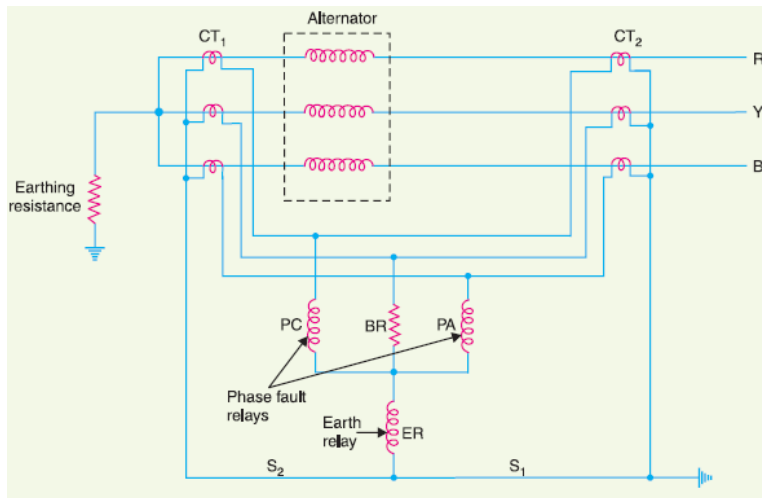 Alternator
CT1
CT2
R
Y
B
Earthing
resistance
PC
BR
PA
Phase fault
relays
Earth
relay
ER
S2
S1